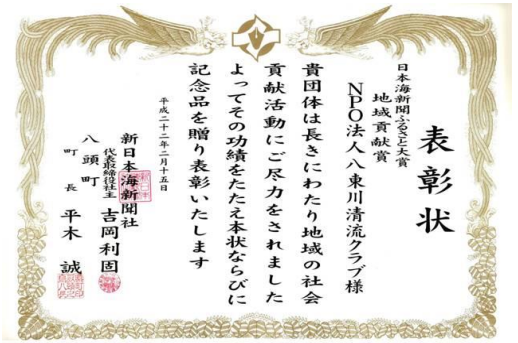 表彰状
日本海新聞ふるさと大賞
地域貢献賞
NPO法人八東川清流クラブ様
貴団体は長きにわたり地域の社会
貢献活動にご尽力をされました
よってその功績をたたえ本状ならびに
記念品を贈り表彰いたします
平成二十二年二月十五日
新日本海新聞社
代表取締役社主 吉岡利固
八頭町
町長 平木誠